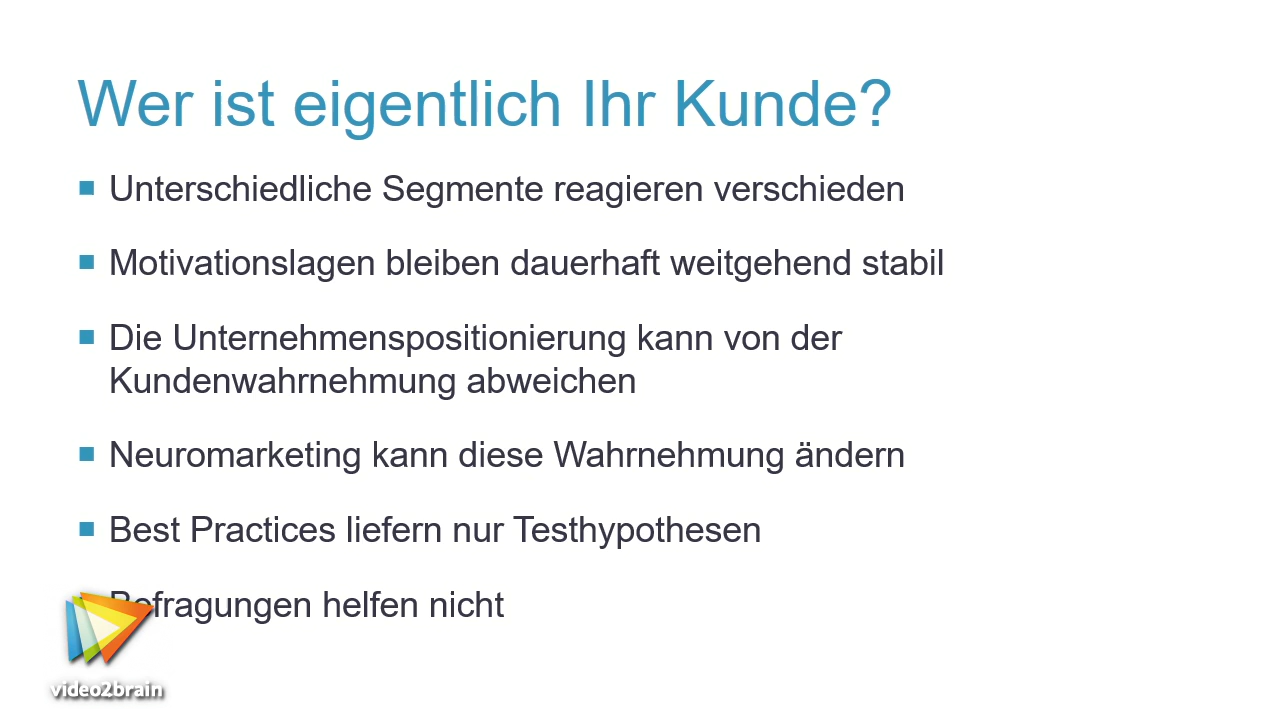 Wer ist eigentlich Ihr Kunde?
Unterschiedliche Segmente reagieren verschieden
Motivationslagen bleiben dauerhaft weitgehend stabil
Die Unternehmenspositionierung kann von der
Kundenwahrnehmung abweichen
Neuromarketing kann diese Wahrnehmung ändern
Best Practices liefern nur Testhypothesen
Befragungen helfen nicht
video2brain